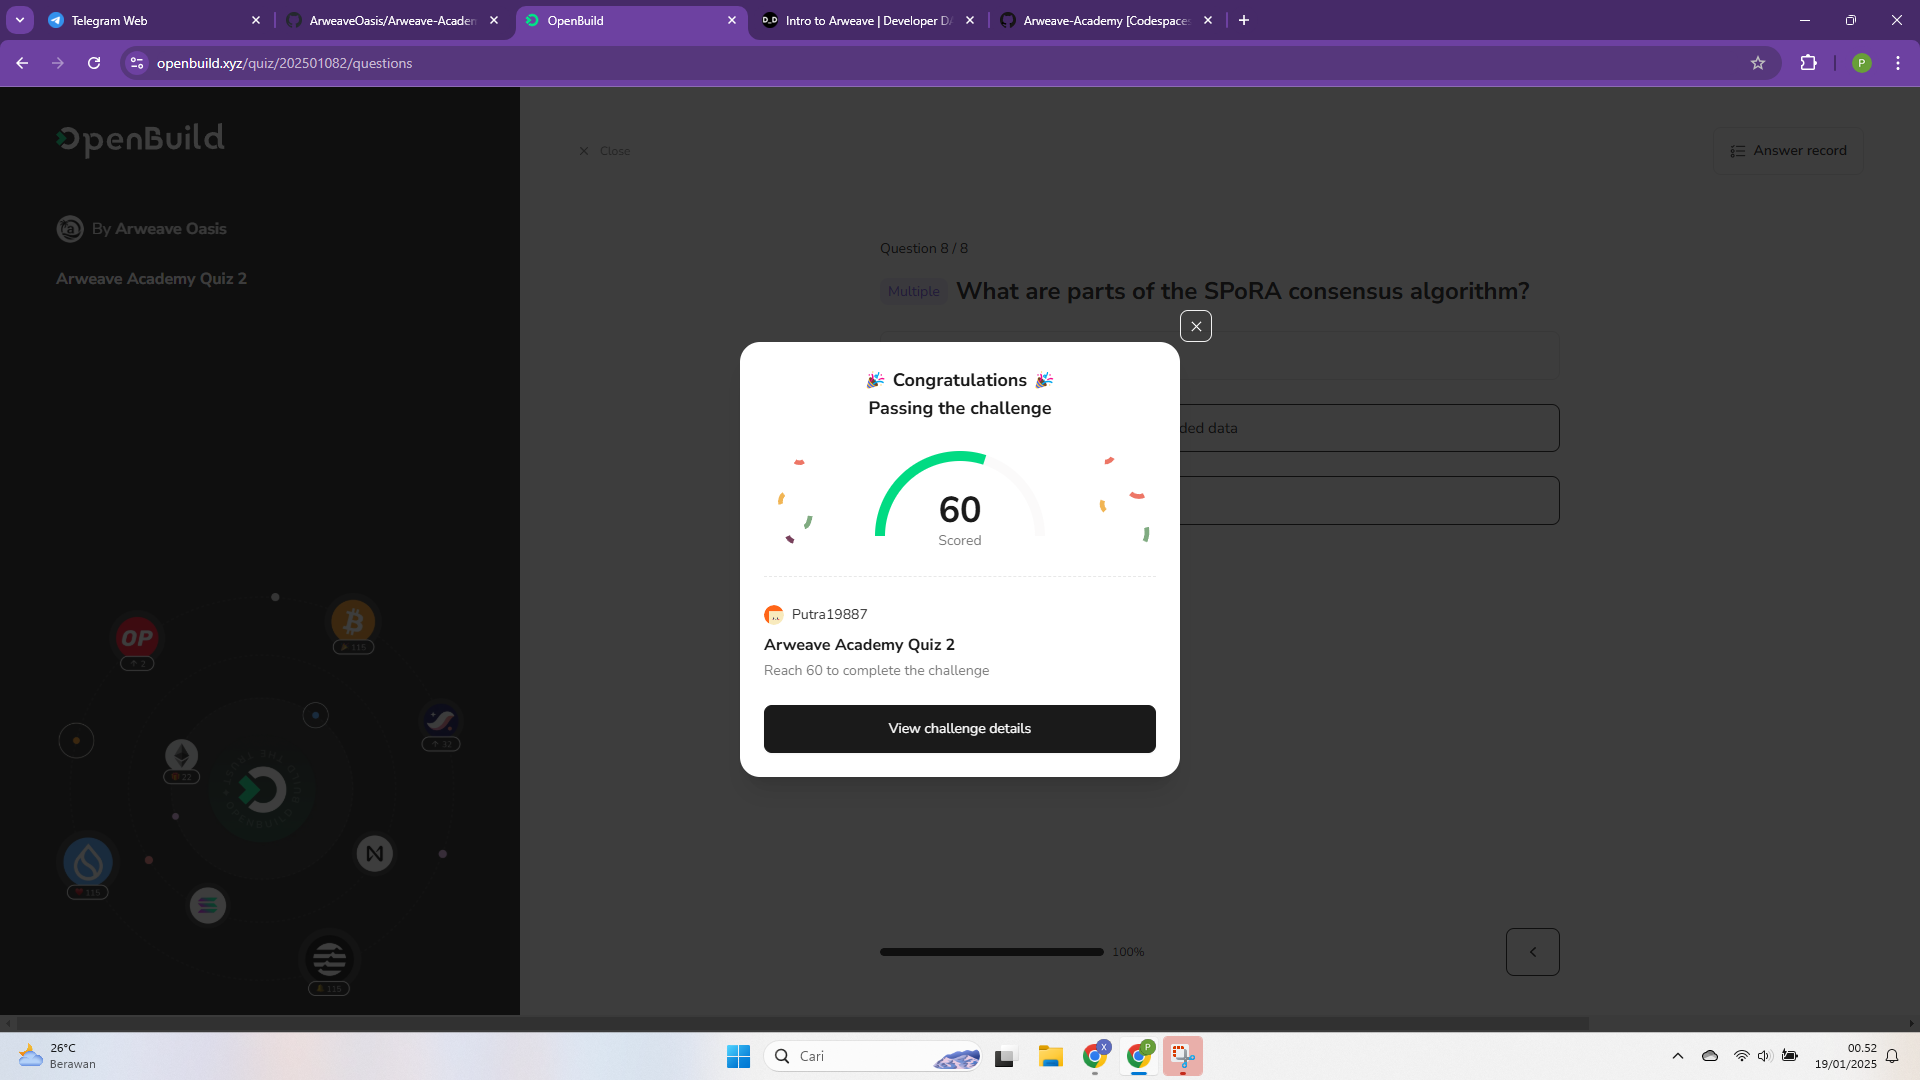 Telegram Web
ArweaveOasis/Arweave-Academ
OpenBuild
Intro to Arweave | Developer D
Arweave-Academy [Codespaces
openbuild.xyz/quiz/202501082/questions
P
OpenBuild
By Arweave Oasis
Arweave Academy Quiz 2
Close
Answer record
Question 8 / 8
Multiple What are parts of the SPoRA consensus algorithm?
ded data
🎉 Congratulations 🎉
Passing the challenge
60
Scored
Putra19887
Arweave Academy Quiz 2
Reach 60 to complete the challenge
View challenge details
OP
2
115
32
22
115
115
100%
26°C
Berawan
Cari
X
P
00.52
19/01/2025